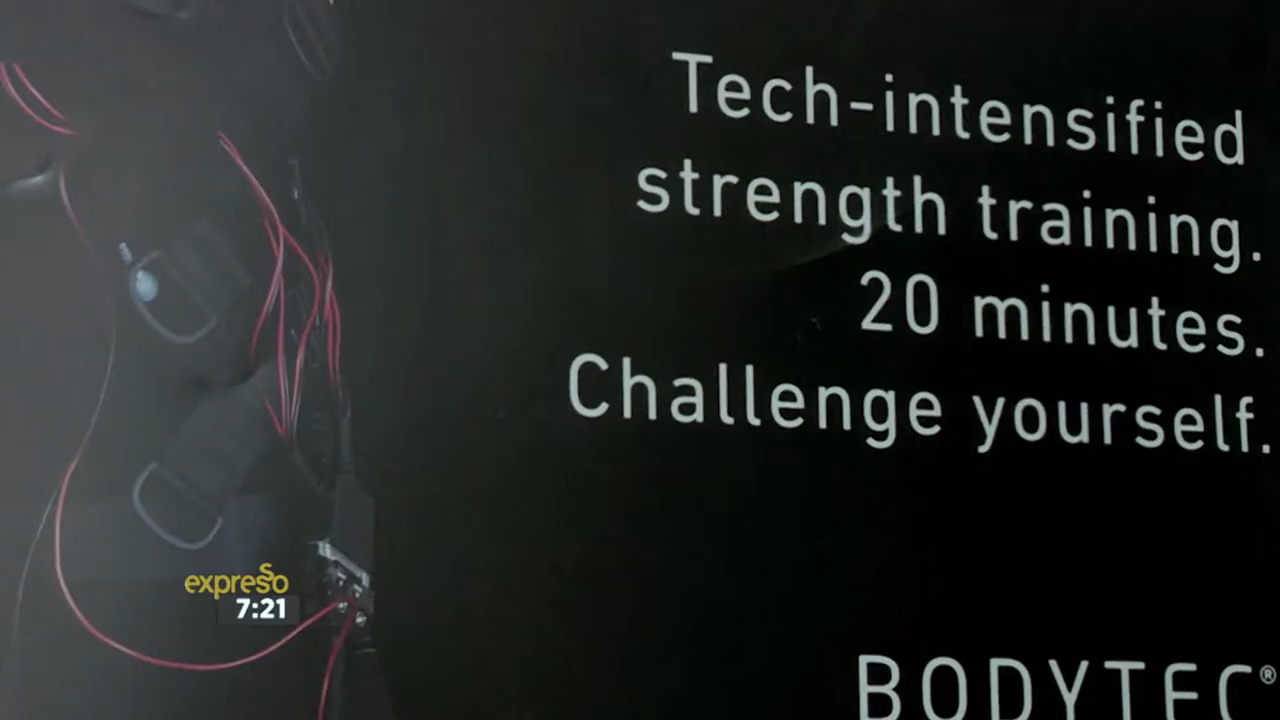 Tech-intensified
strength training.
20 minutes.
Challenge yourself.
expresso
7:21
BODYTEC®